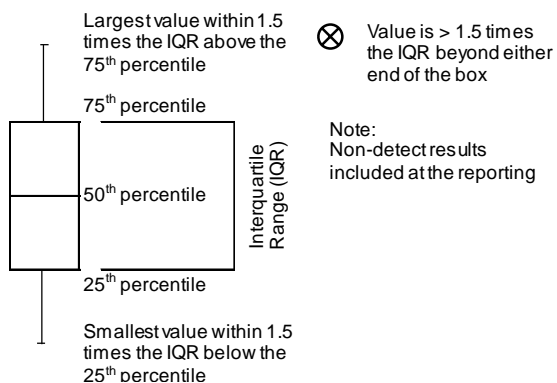 Largest value within 1.5
times the IQR above the
75th percentile
75th percentile
50th percentile
25th percentile
Smallest value within 1.5
times the IQR below the
25th percentile
Interquartile
Range (IQR)
Value is > 1.5 times
the IQR beyond either
end of the box
Note:
Non-detect results
included at the reporting